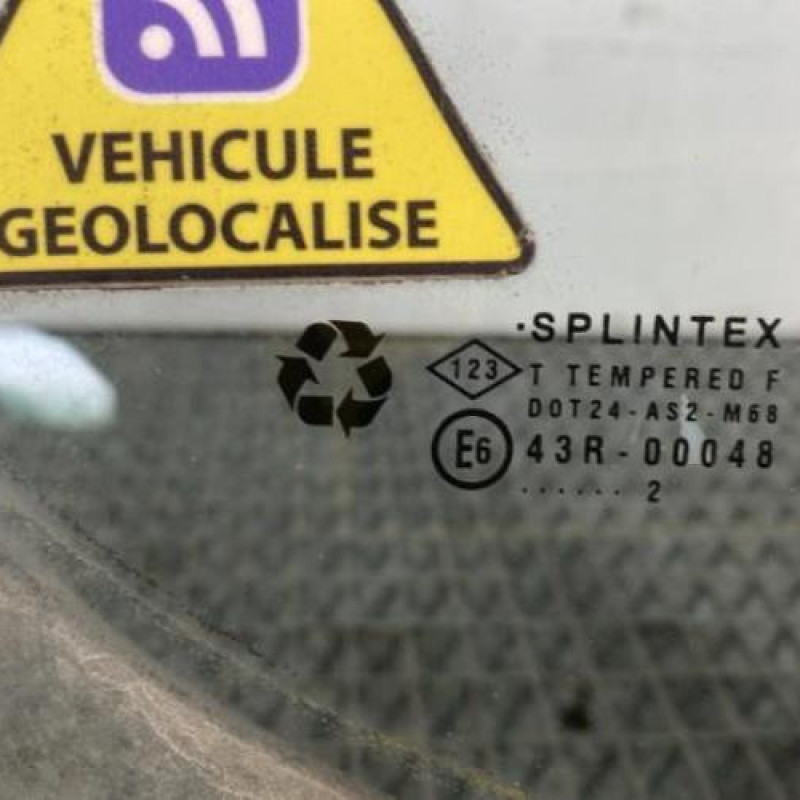 VEHICULE
GEOLOCALISE
·SPLINTEX
123
T TEMPERED F
DOT24-AS2-M68
E6 43R-00048
...... 2